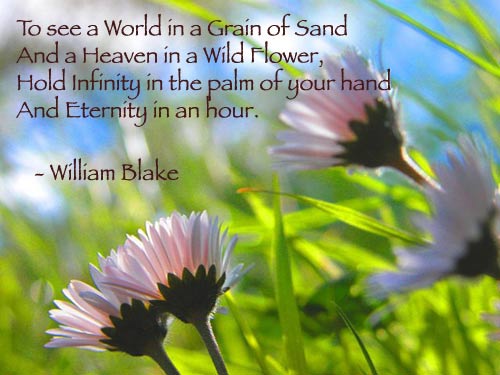 To see a World in a Grain of Sand
And a Heaven in a Wild Flower,
Hold Infinity in the palm of your hand
And Eternity in an hour.
~ William Blake